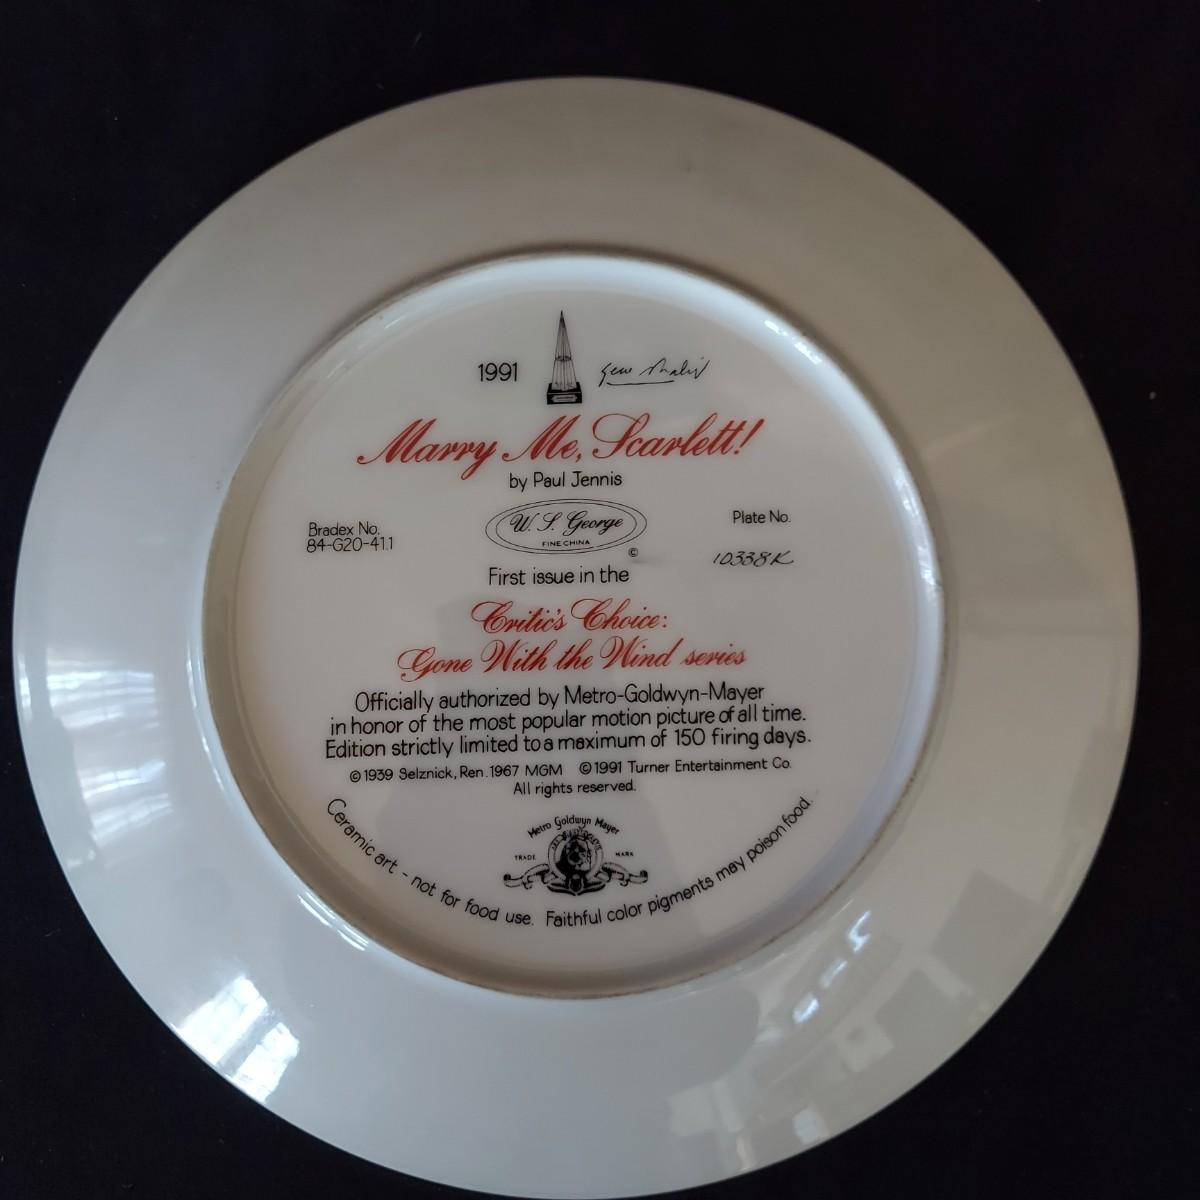 1991
Marry Me, Scarlett!
by Paul Jennis
Bradex No.
84-G20-41.1
W. S. George
FINE CHINA
©
Plate No.
10338K
First issue in the
Critic's Choice:
Gone With the Wind series
Officially authorized by Metro-Goldwyn-Mayer
in honor of the most popular motion picture of all time.
Edition strictly limited to a maximum of 150 firing days.
© 1939 Selznick, Ren. 1967 MGM © 1991 Turner Entertainment Co.
All rights reserved.
Metro Goldwyn Mayer
TRADE MARK
Ceramic art - not for food use. Faithful color pigments may poison food.